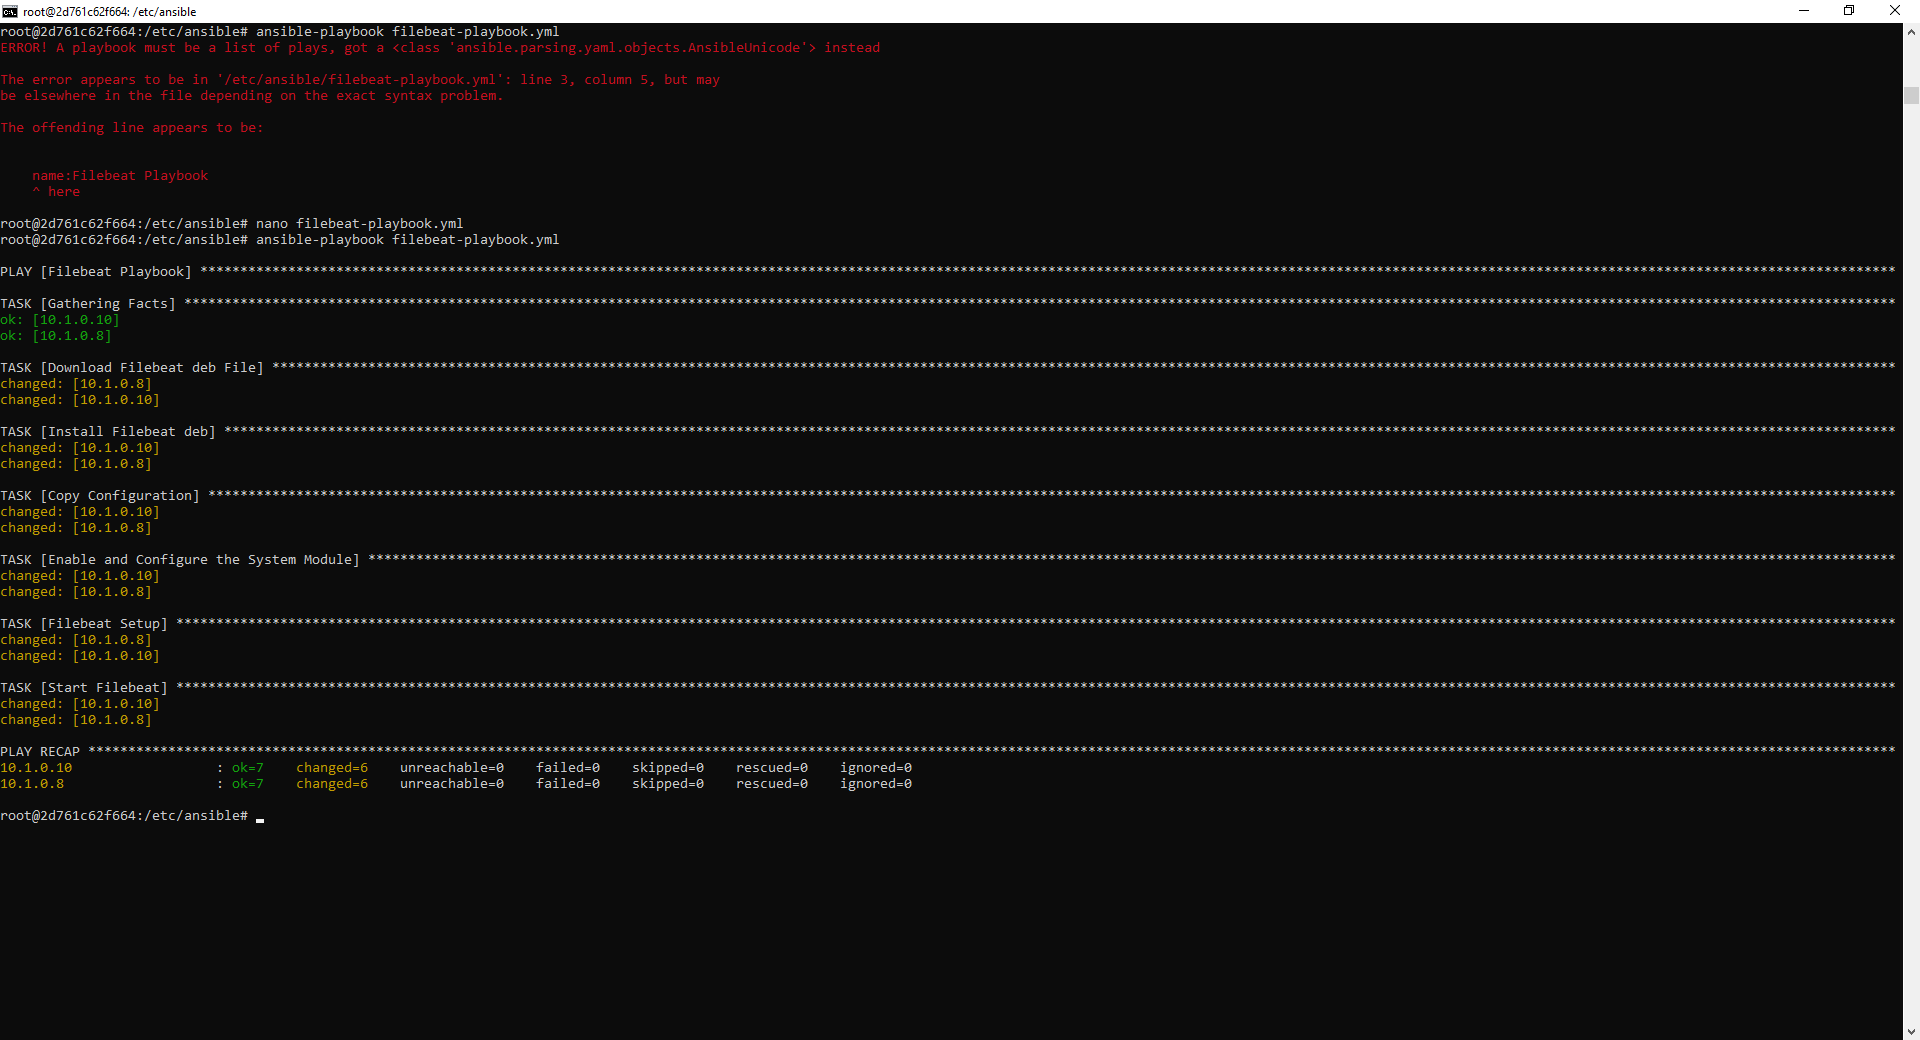 root@2d761c62f664: /etc/ansible
root@2d761c62f664:/etc/ansible# ansible-playbook filebeat-playbook.yml
ERROR! A playbook must be a list of plays, got a <class 'ansible.parsing.yaml.objects.AnsibleUnicode'> instead
The error appears to be in '/etc/ansible/filebeat-playbook.yml': line 3, column 5, but may
be elsewhere in the file depending on the exact syntax problem.
The offending line appears to be:
name:Filebeat Playbook
^ here
root@2d761c62f664:/etc/ansible# nano filebeat-playbook.yml
root@2d761c62f664:/etc/ansible# ansible-playbook filebeat-playbook.yml
PLAY [Filebeat Playbook] ********************************************************************************************************************************************************************************************************************
TASK [Gathering Facts] **********************************************************************************************************************************************************************************************************************
ok: [10.1.0.10]
ok: [10.1.0.8]
TASK [Download Filebeat deb File] ***********************************************************************************************************************************************************************************************************
changed: [10.1.0.8]
changed: [10.1.0.10]
TASK [Install Filebeat deb] *****************************************************************************************************************************************************************************************************************
changed: [10.1.0.10]
changed: [10.1.0.8]
TASK [Copy Configuration] *******************************************************************************************************************************************************************************************************************
changed: [10.1.0.10]
changed: [10.1.0.8]
TASK [Enable and Configure the System Module] ***********************************************************************************************************************************************************************************************
changed: [10.1.0.10]
changed: [10.1.0.8]
TASK [Filebeat Setup] ***********************************************************************************************************************************************************************************************************************
changed: [10.1.0.8]
changed: [10.1.0.10]
TASK [Start Filebeat] ***********************************************************************************************************************************************************************************************************************
changed: [10.1.0.10]
changed: [10.1.0.8]
PLAY RECAP **********************************************************************************************************************************************************************************************************************************
10.1.0.10                  : ok=7    changed=6    unreachable=0    failed=0    skipped=0    rescued=0    ignored=0
10.1.0.8                   : ok=7    changed=6    unreachable=0    failed=0    skipped=0    rescued=0    ignored=0
root@2d761c62f664:/etc/ansible#